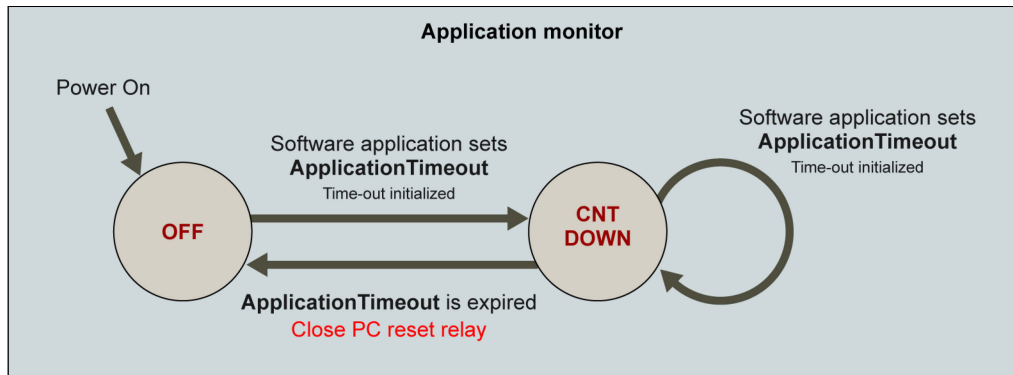 Application monitor
Power On
Software application sets
ApplicationTimeout
Time-out initialized
Software application sets
ApplicationTimeout
Time-out initialized
OFF
CNT
DOWN
ApplicationTimeout is expired
Close PC reset relay